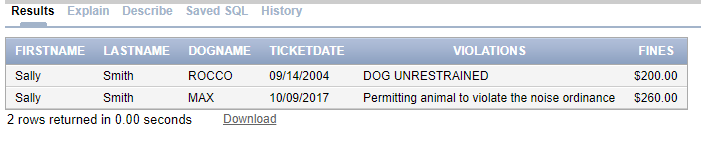 Results Explain Describe Saved SQL History
FIRSTNAME LASTNAME DOGNAME TICKETDATE VIOLATIONS FINES
Sally Smith ROCCO 09/14/2004 DOG UNRESTRAINED $200.00
Sally Smith MAX 10/09/2017 Permitting animal to violate the noise ordinance $260.00
2 rows returned in 0.00 seconds Download